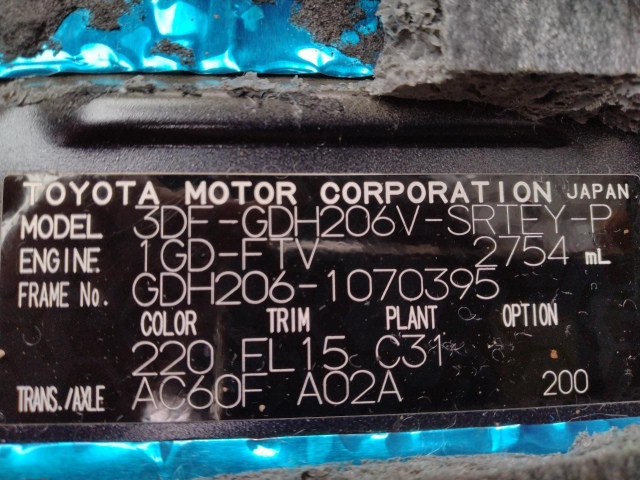 TOYOTA MOTOR CORPORATION JAPAN
MODEL 3DF-GDH206V-SRTEY-P
ENGINE 1GD-FTV 2754 mL
FRAME No. GDH206-1070395
COLOR TRIM PLANT OPTION
220 FL15 C31
TRANS./AXLE AC60F A02A 200